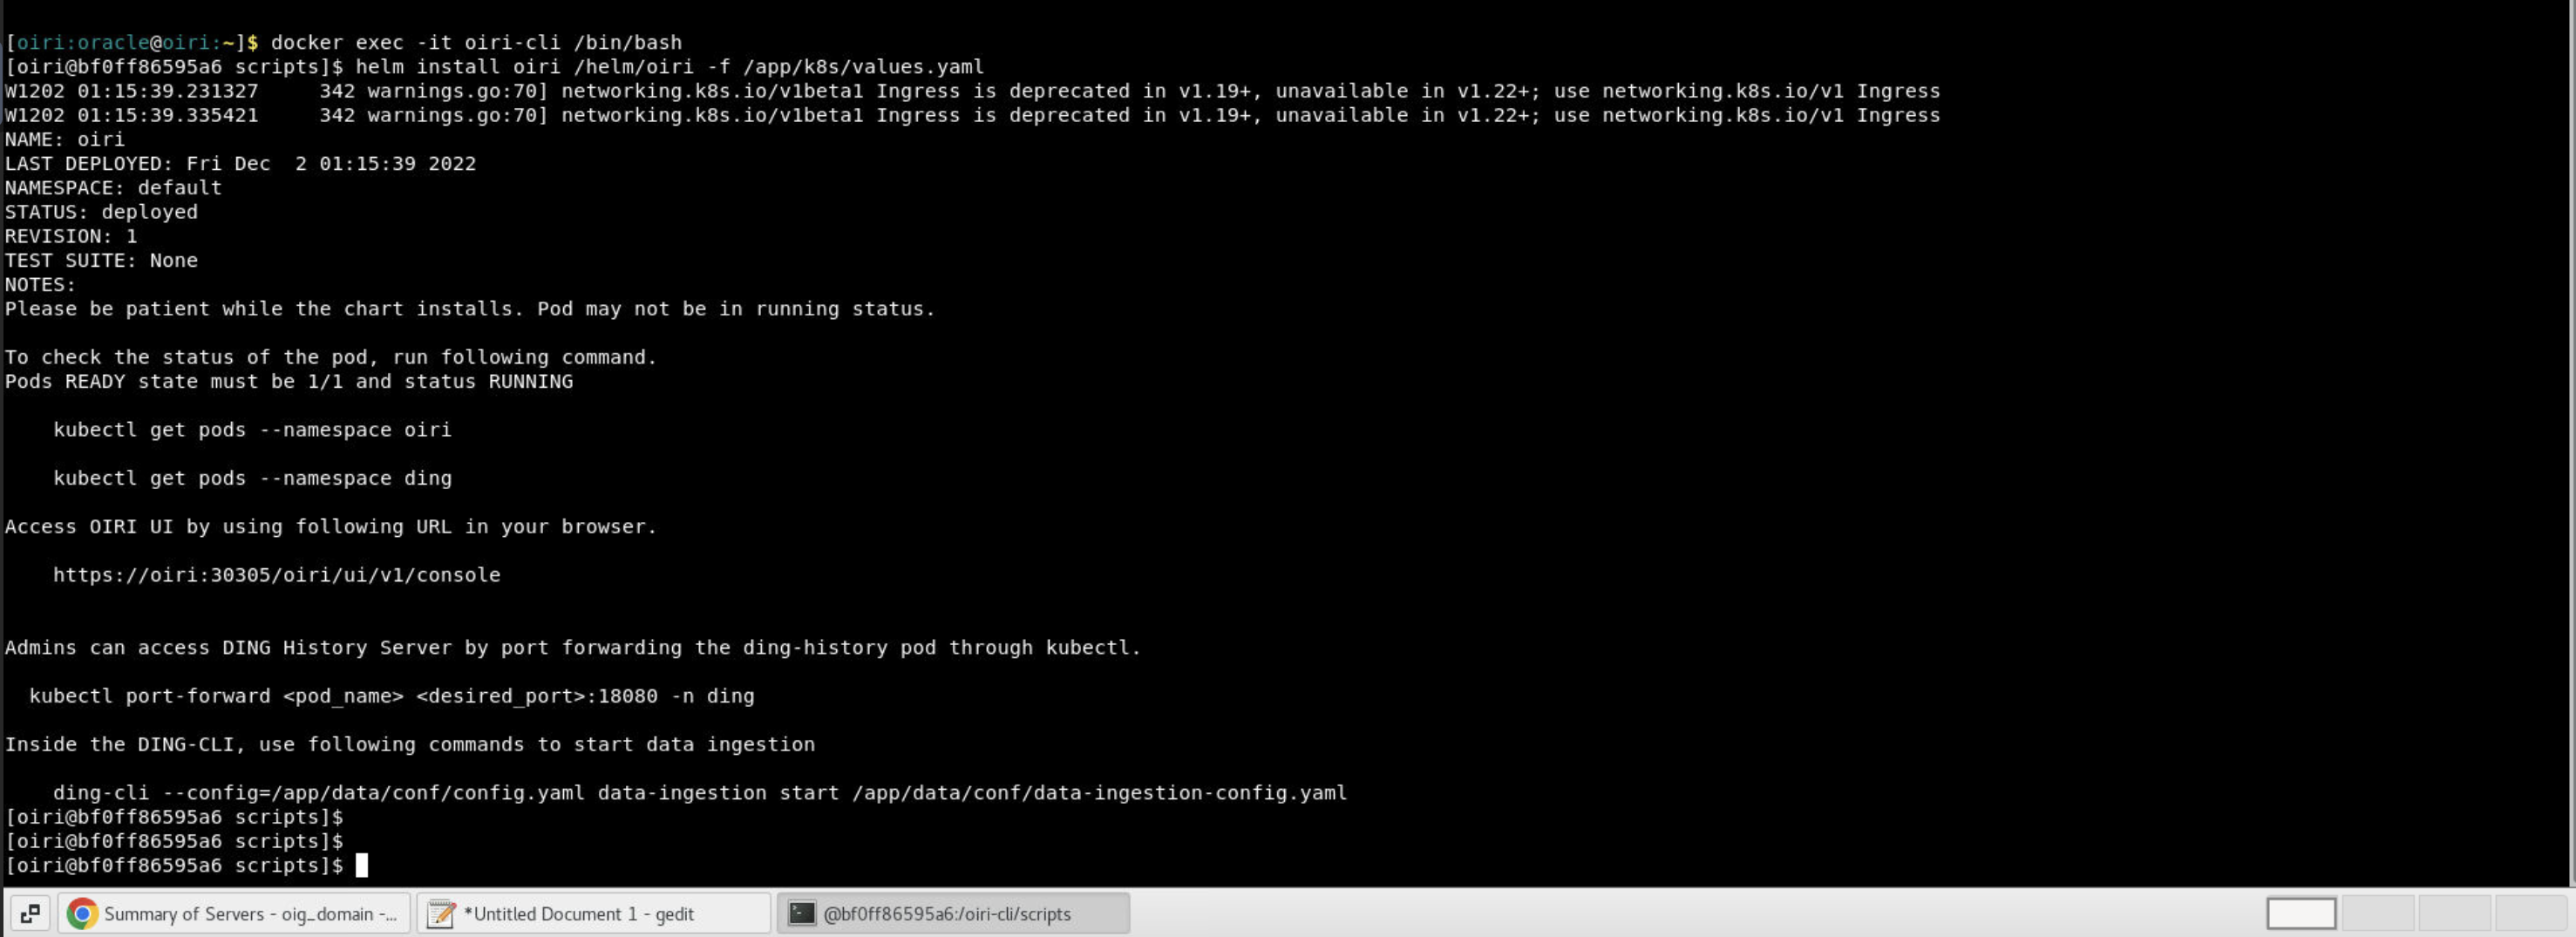 [oiri:oracle@oiri:~]$ docker exec -it oiri-cli /bin/bash
[oiri@bf0ff86595a6 scripts]$ helm install oiri /helm/oiri -f /app/k8s/values.yaml
W1202 01:15:39.231327     342 warnings.go:70] networking.k8s.io/v1beta1 Ingress is deprecated in v1.19+, unavailable in v1.22+; use networking.k8s.io/v1 Ingress
W1202 01:15:39.335421     342 warnings.go:70] networking.k8s.io/v1beta1 Ingress is deprecated in v1.19+, unavailable in v1.22+; use networking.k8s.io/v1 Ingress
NAME: oiri
LAST DEPLOYED: Fri Dec  2 01:15:39 2022
NAMESPACE: default
STATUS: deployed
REVISION: 1
TEST SUITE: None
NOTES:
Please be patient while the chart installs. Pod may not be in running status.
To check the status of the pod, run following command.
Pods READY state must be 1/1 and status RUNNING
    kubectl get pods --namespace oiri
    kubectl get pods --namespace ding
Access OIRI UI by using following URL in your browser.
    https://oiri:30305/oiri/ui/v1/console
Admins can access DING History Server by port forwarding the ding-history pod through kubectl.
  kubectl port-forward <pod_name> <desired_port>:18080 -n ding
Inside the DING-CLI, use following commands to start data ingestion
    ding-cli --config=/app/data/conf/config.yaml data-ingestion start /app/data/conf/data-ingestion-config.yaml
[oiri@bf0ff86595a6 scripts]$
[oiri@bf0ff86595a6 scripts]$
[oiri@bf0ff86595a6 scripts]$
Summary of Servers - oig_domain -...
*Untitled Document 1 - gedit
@bf0ff86595a6:/oiri-cli/scripts